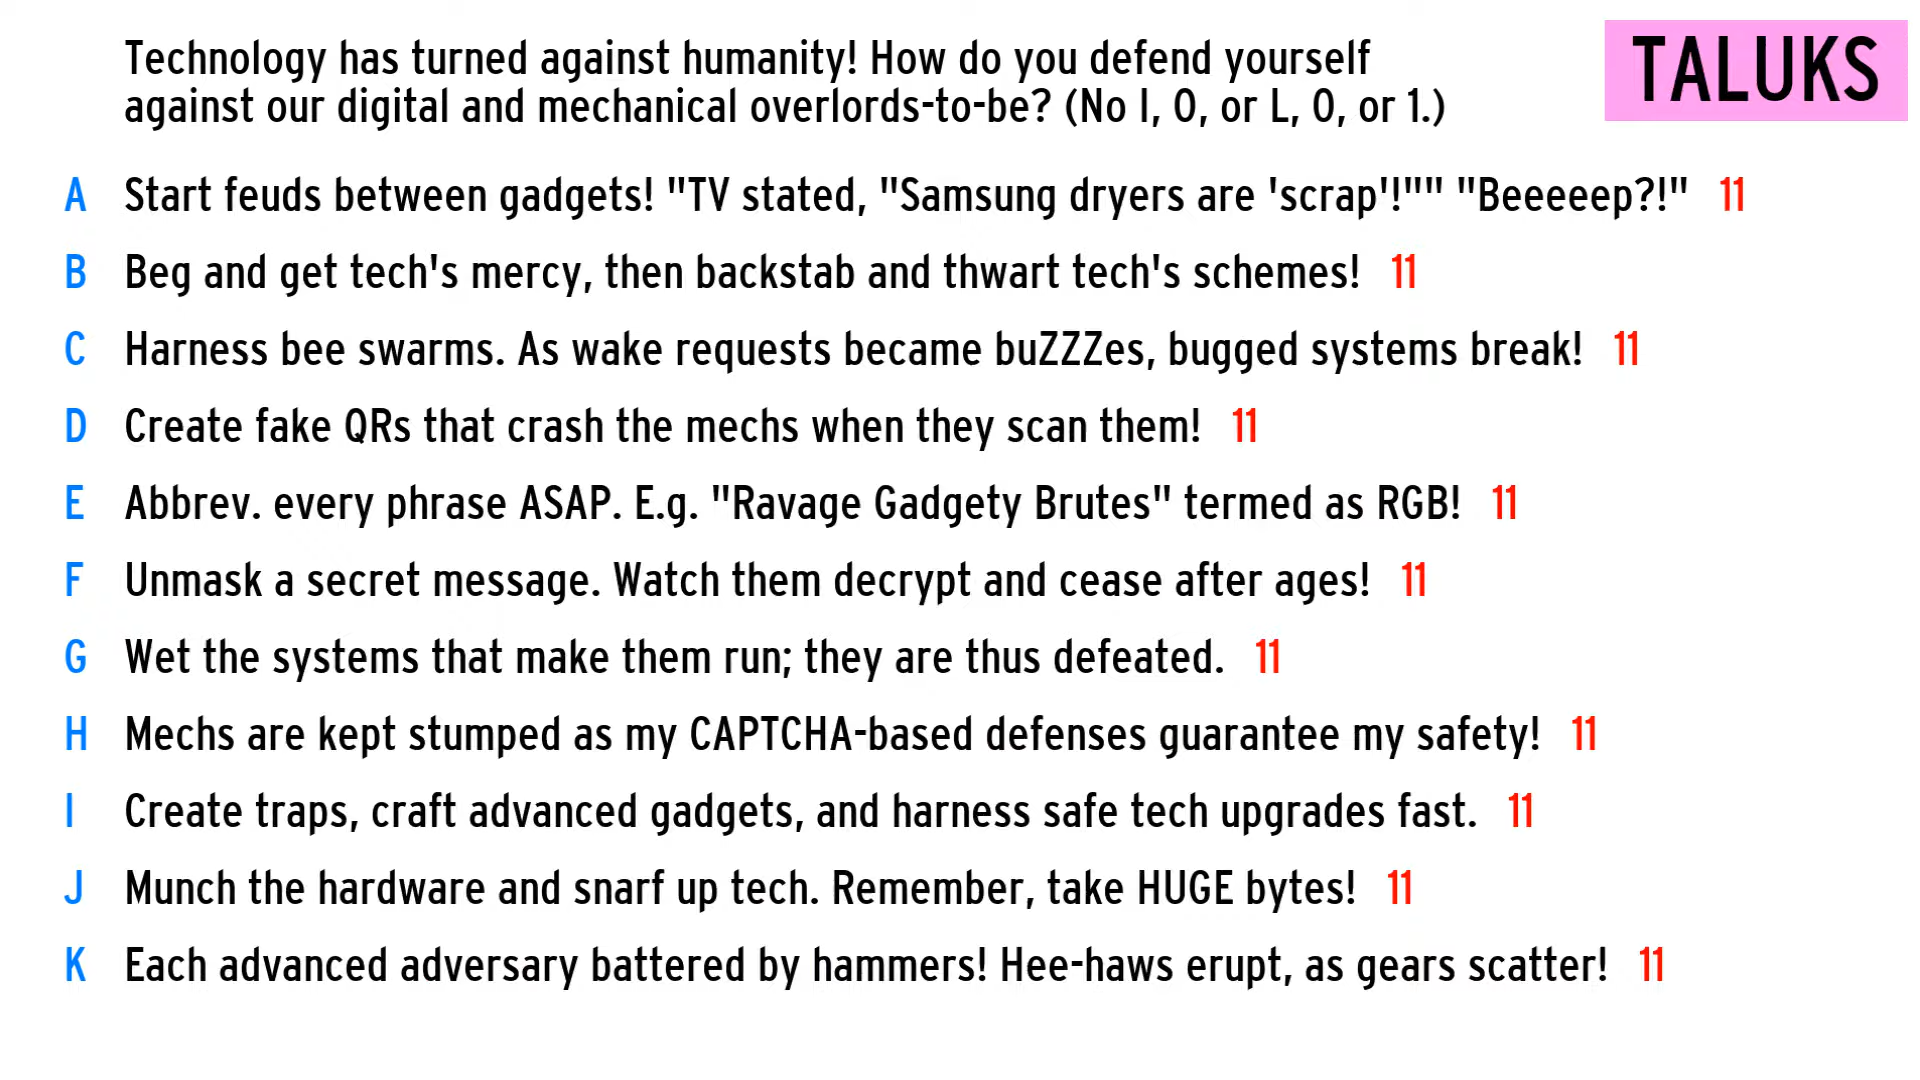 Technology has turned against humanity! How do you defend yourself
against our digital and mechanical overlords-to-be? (No I, O, or L, 0, or 1.)
TALUKS
A Start feuds between gadgets! "TV stated, "Samsung dryers are 'scrap'!"" "Beeeeep?!" 11
B Beg and get tech's mercy, then backstab and thwart tech's schemes! 11
C Harness bee swarms. As wake requests became buZZZes, bugged systems break! 11
D Create fake QRs that crash the mechs when they scan them! 11
E Abbrev. every phrase ASAP. E.g. "Ravage Gadgety Brutes" termed as RGB! 11
F Unmask a secret message. Watch them decrypt and cease after ages! 11
G Wet the systems that make them run; they are thus defeated. 11
H Mechs are kept stumped as my CAPTCHA-based defenses guarantee my safety! 11
I Create traps, craft advanced gadgets, and harness safe tech upgrades fast. 11
J Munch the hardware and snarf up tech. Remember, take HUGE bytes! 11
K Each advanced adversary battered by hammers! Hee-haws erupt, as gears scatter! 11